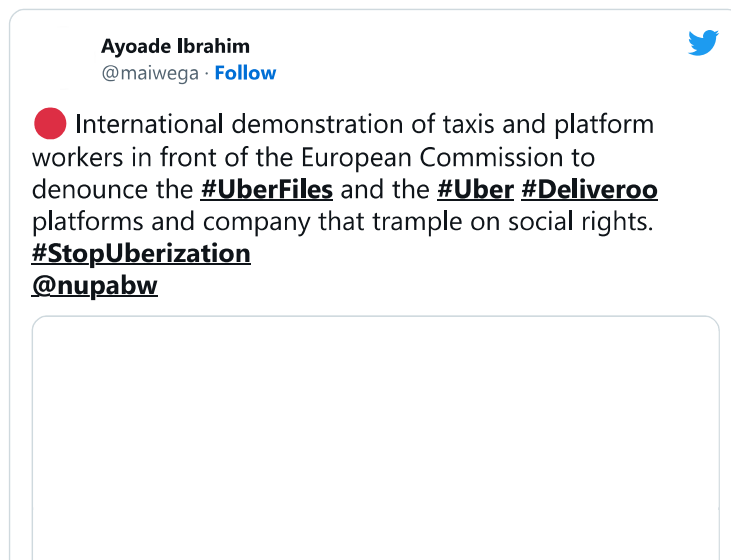 Ayoade Ibrahim
@maiwega · Follow
🔴 International demonstration of taxis and platform
workers in front of the European Commission to
denounce the #UberFiles and the #Uber #Deliveroo
platforms and company that trample on social rights.
#StopUberization
@nupabw